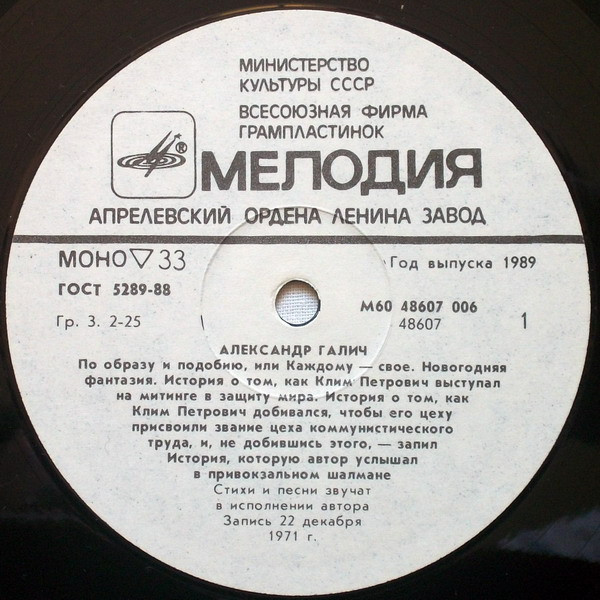 МИНИСТЕРСТВО
КУЛЬТУРЫ СССР
ВСЕСОЮЗНАЯ ФИРМА
ГРАМПЛАСТИНОК
®
МЕЛОДИЯ
АПРЕЛЕВСКИЙ ОРДЕНА ЛЕНИНА ЗАВОД
МОНО ▽ 33
Год выпуска 1989
ГОСТ 5289-88
М60 48607 006
Гр. 3. 2-25
48607
1
АЛЕКСАНДР ГАЛИЧ
По образу и подобию, или Каждому — свое. Новогодняя
фантазия. История о том, как Клим Петрович выступал
на митинге в защиту мира. История о том, как
Клим Петрович добивался, чтобы его цеху
присвоили звание цеха коммунистического
труда, и, не добившись этого, — запил
История, которую автор услышал
в привокзальном шалмане
Стихи и песни звучат
в исполнении автора
Запись 22 декабря
1971 г.